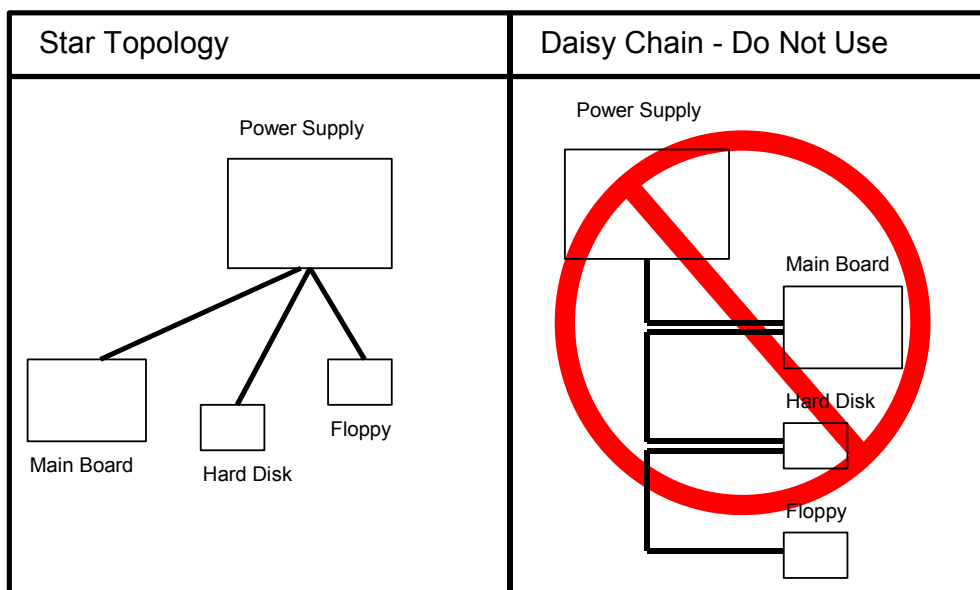 Star Topology
Power Supply
Main Board
Hard Disk
Floppy
Daisy Chain - Do Not Use
Power Supply
Main Board
Hard Disk
Floppy